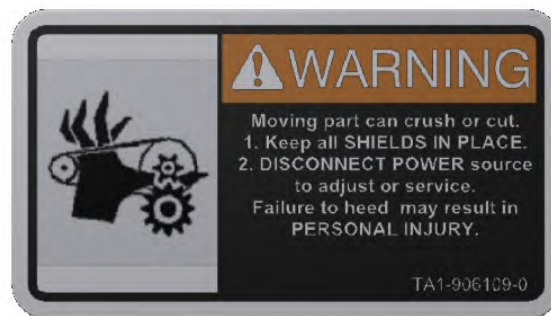 WARNING
Moving part can crush or cut.
1. Keep all SHIELDS IN PLACE.
2. DISCONNECT POWER source
to adjust or service.
Failure to heed may result in
PERSONAL INJURY.
TA1-906109-0